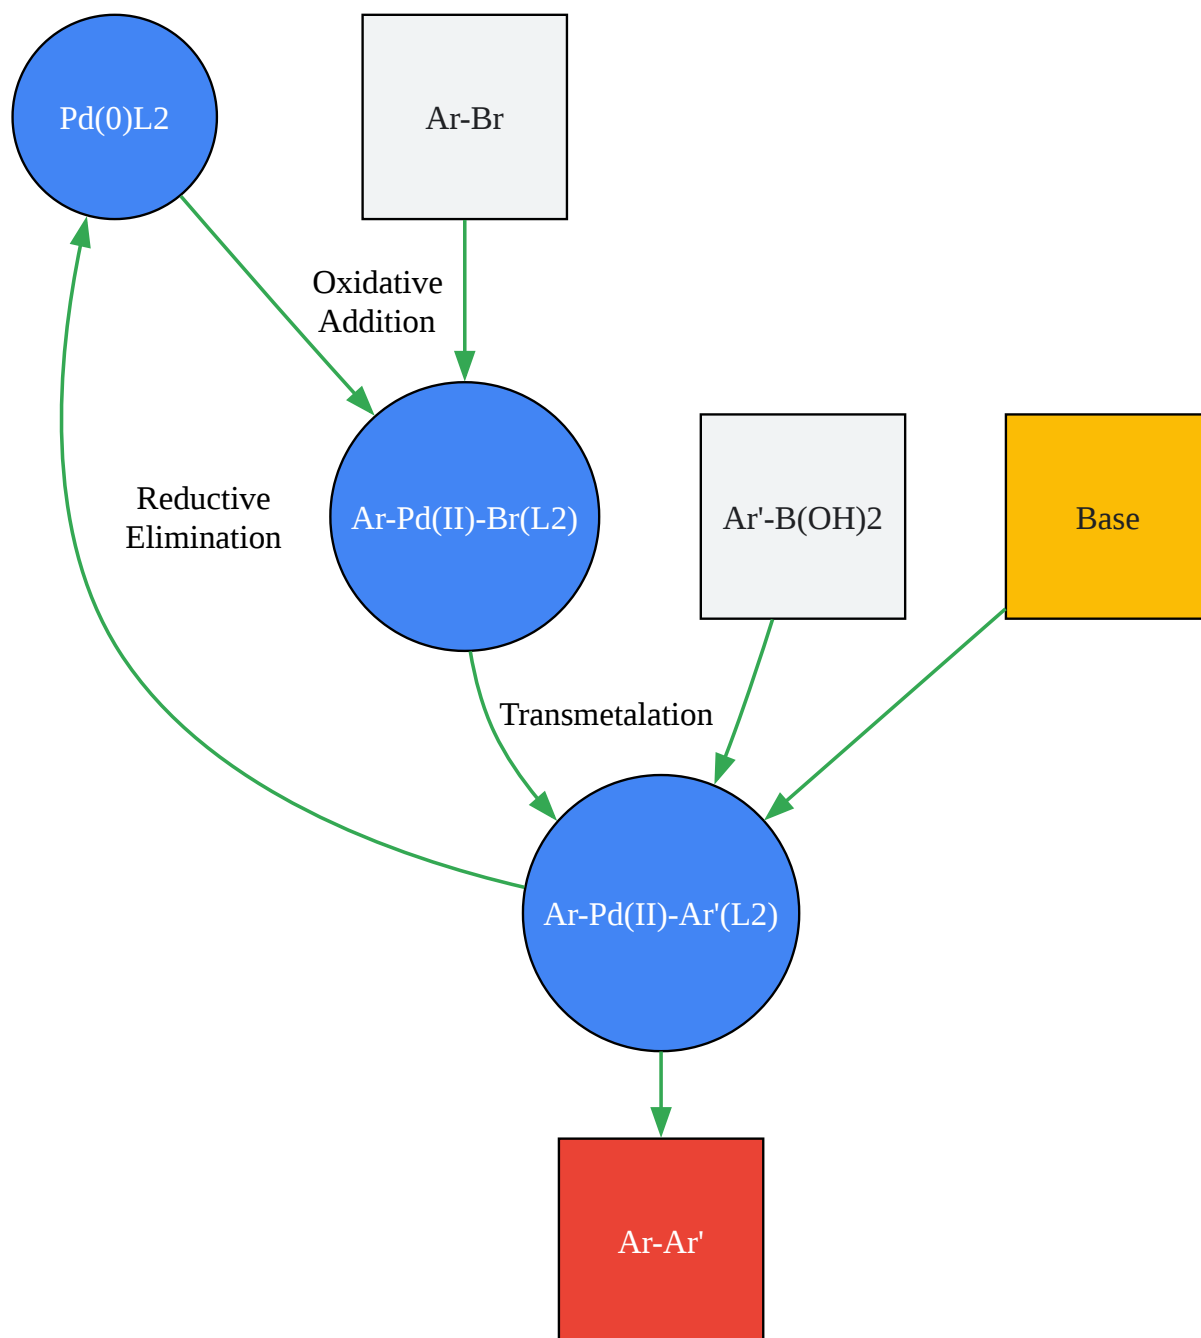 Pd(0)L2
Ar-Br
Oxidative
Addition
Reductive
Elimination
Ar-Pd(II)-Br(L2)
Ar'-B(OH)2
Base
Transmetalation
Ar-Pd(II)-Ar'(L2)
Ar-Ar'